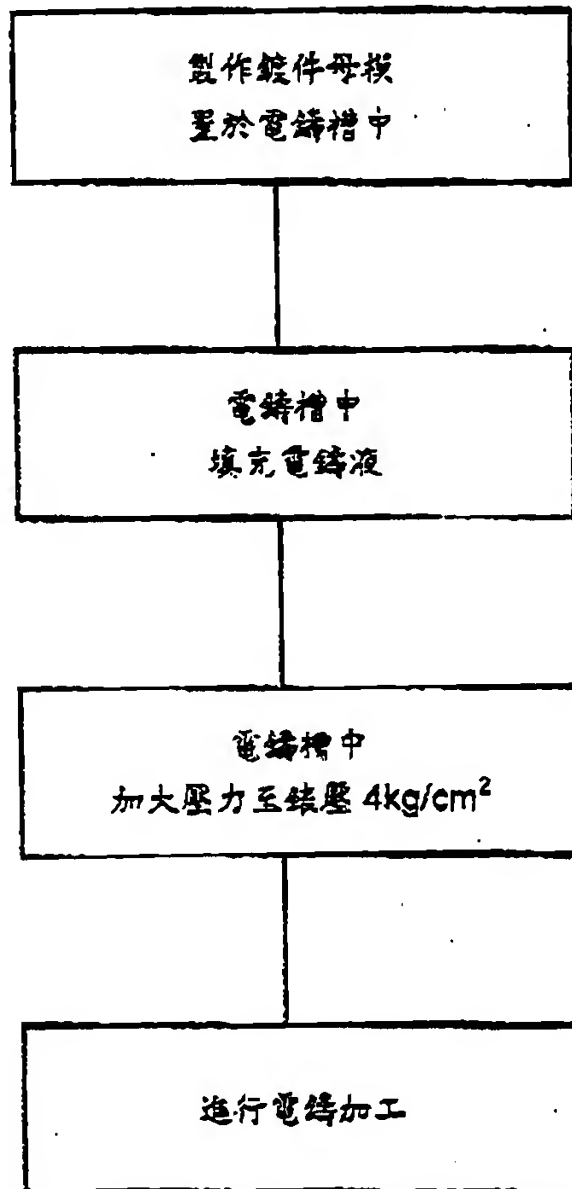 製作鍍件母模
置於電鑄槽中
電鑄槽中
填充電鑄液
電鑄槽中
加大壓力至錶壓 4kg/cm²
進行電鑄加工